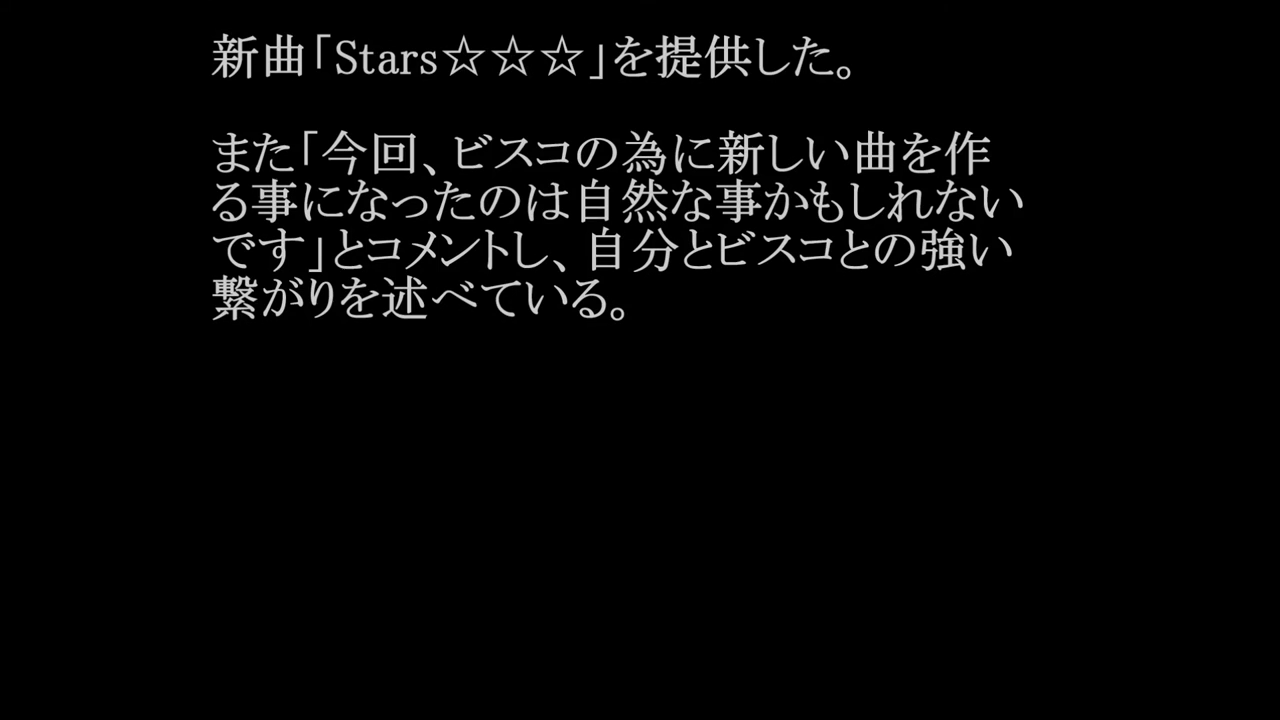 新曲「Stars☆☆☆」を提供した。
また「今回、ビスコの為に新しい曲を作
る事になったのは自然な事かもしれない
です」とコメントし、自分とビスコとの強い
繋がりを述べている。